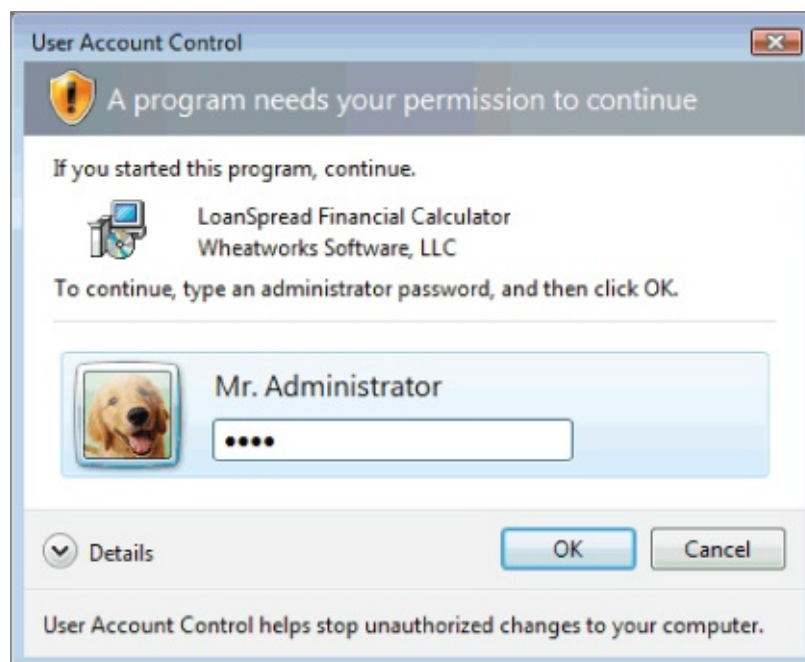 User Account Control
A program needs your permission to continue
If you started this program, continue.
LoanSpread Financial Calculator
Wheatworks Software, LLC
To continue, type an administrator password, and then click OK.
Mr. Administrator
••••
Details
OK
Cancel
User Account Control helps stop unauthorized changes to your computer.